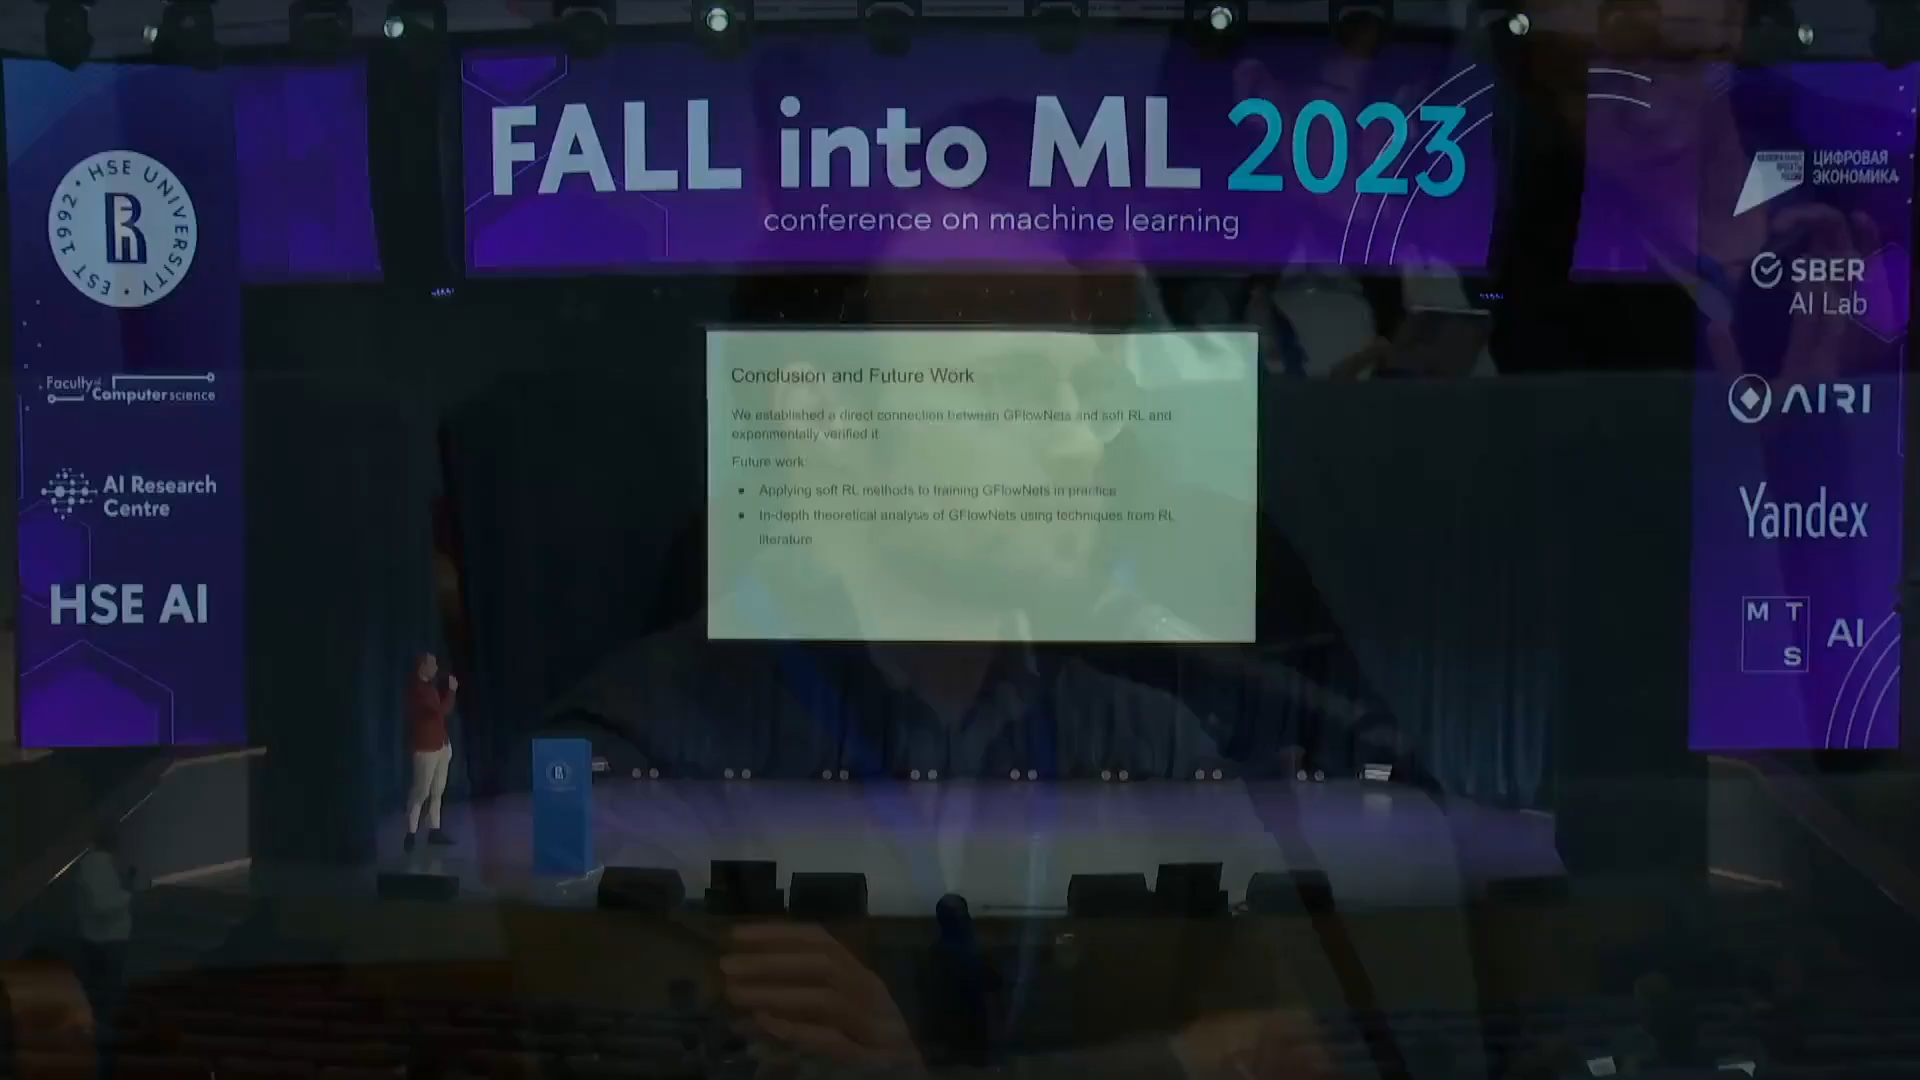 FALL into ML 2023
conference on machine learning
HSE UNIVERSITY • EST 1992 •
Faculty of
Computer science
AI Research
Centre
HSE AI
Conclusion and Future Work
We established a direct connection between GFlowNets and soft RL and
experimentally verified it
Future work:
Applying soft RL methods to training GFlowNets in practice
In-depth theoretical analysis of GFlowNets using techniques from RL
literature
ЦИФРОВАЯ
ЭКОНОМИКА
SBER
AI Lab
AIRI
Yandex
M T
S
AI